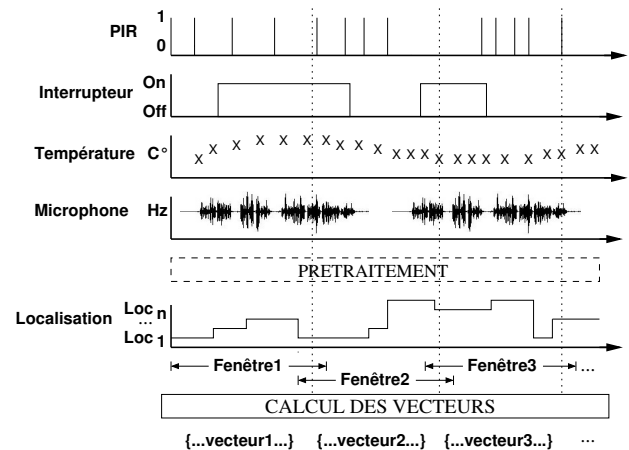 1
PIR
0
Interrupteur On
Off
Température C°
X X X X X X X X X X X X X X X X X X X X X X X X X
Microphone Hz
PRETRAITEMENT
Loc n
Localisation ...
Loc 1
Fenêtre1 Fenêtre3 ...
Fenêtre2
CALCUL DES VECTEURS
{...vecteur1...} {...vecteur2...} {...vecteur3...} ...